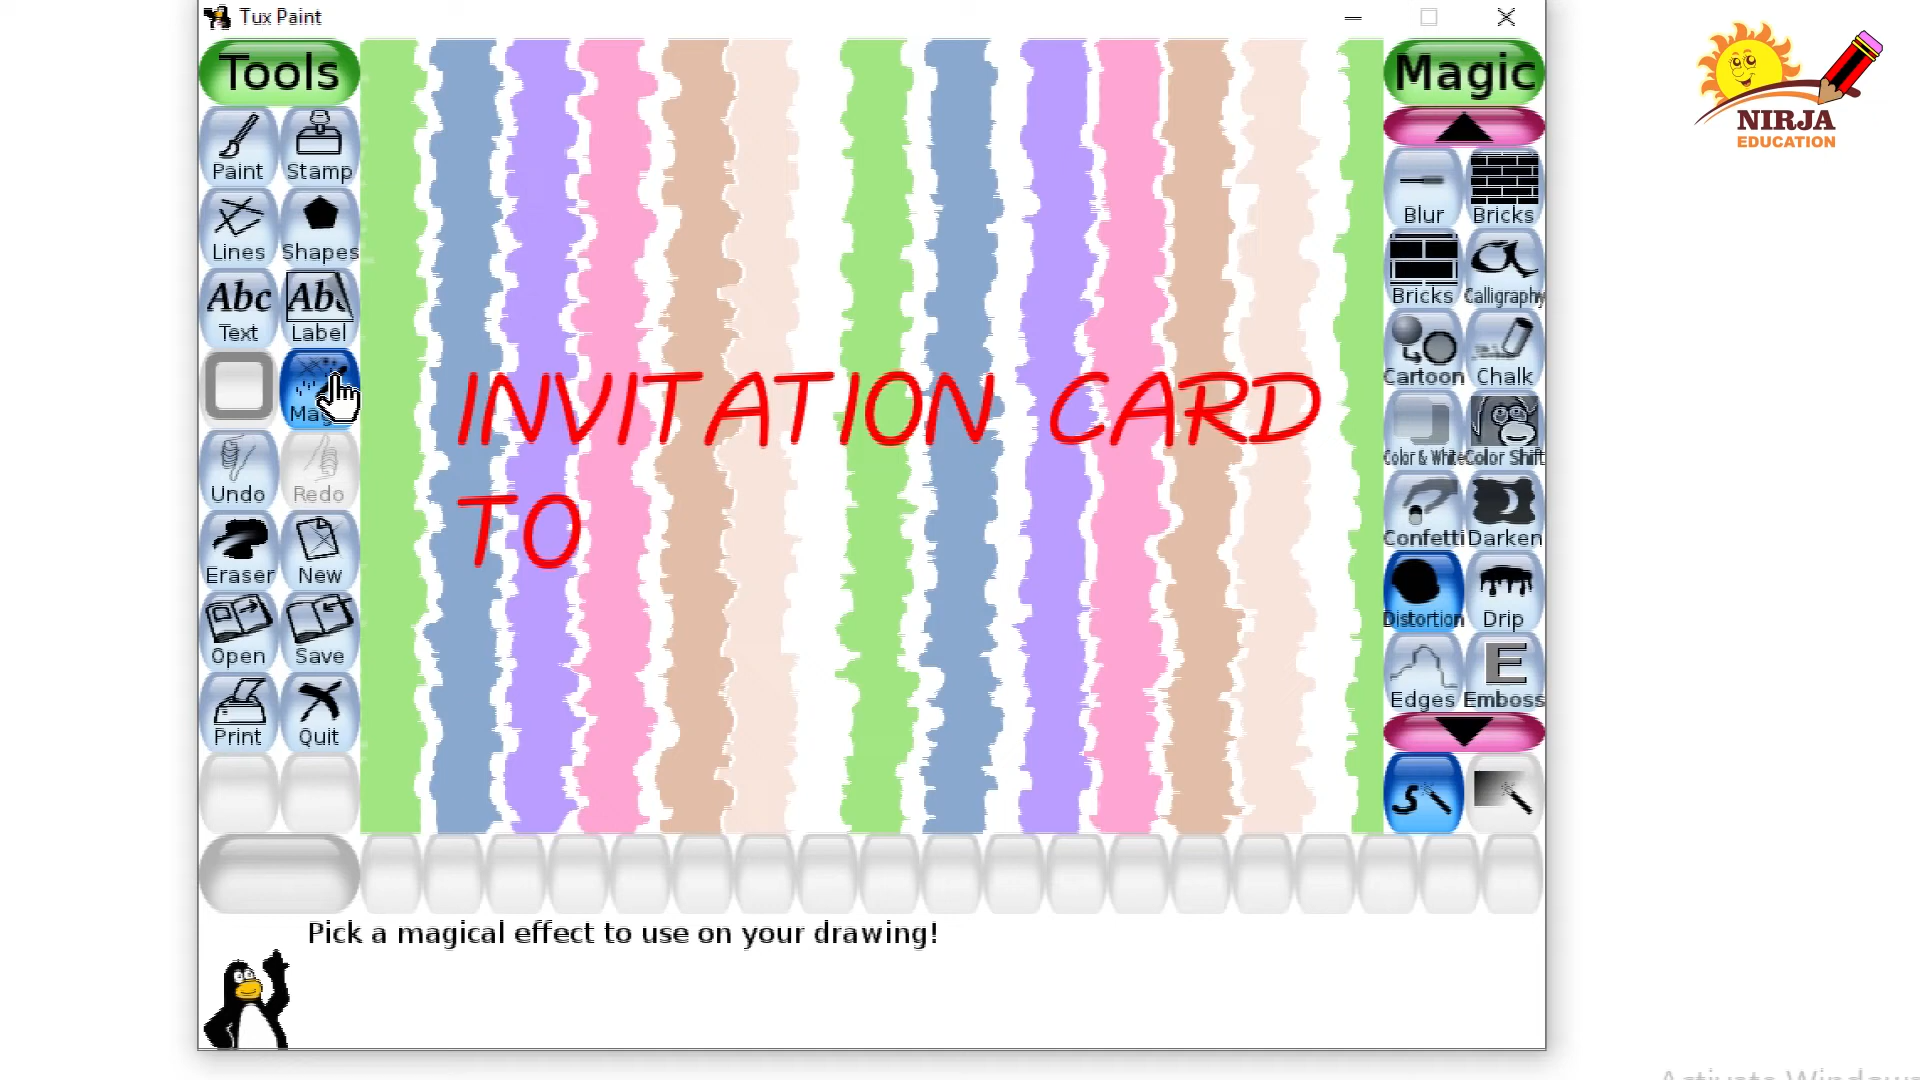 Tux Paint
Tools
Magic
NIRJA
EDUCATION
Paint
Stamp
Blur
Bricks
Lines
Shapes
Bricks
Calligraphy
Abc
Abc
Text
Label
Cartoon
Chalk
Magic
Color & White
Color Shift
INVITATION CARD
TO
Undo
Redo
Confetti
Darken
Eraser
New
Distortion
Drip
Open
Save
E
Edges
Emboss
Print
Quit
Pick a magical effect to use on your drawing!